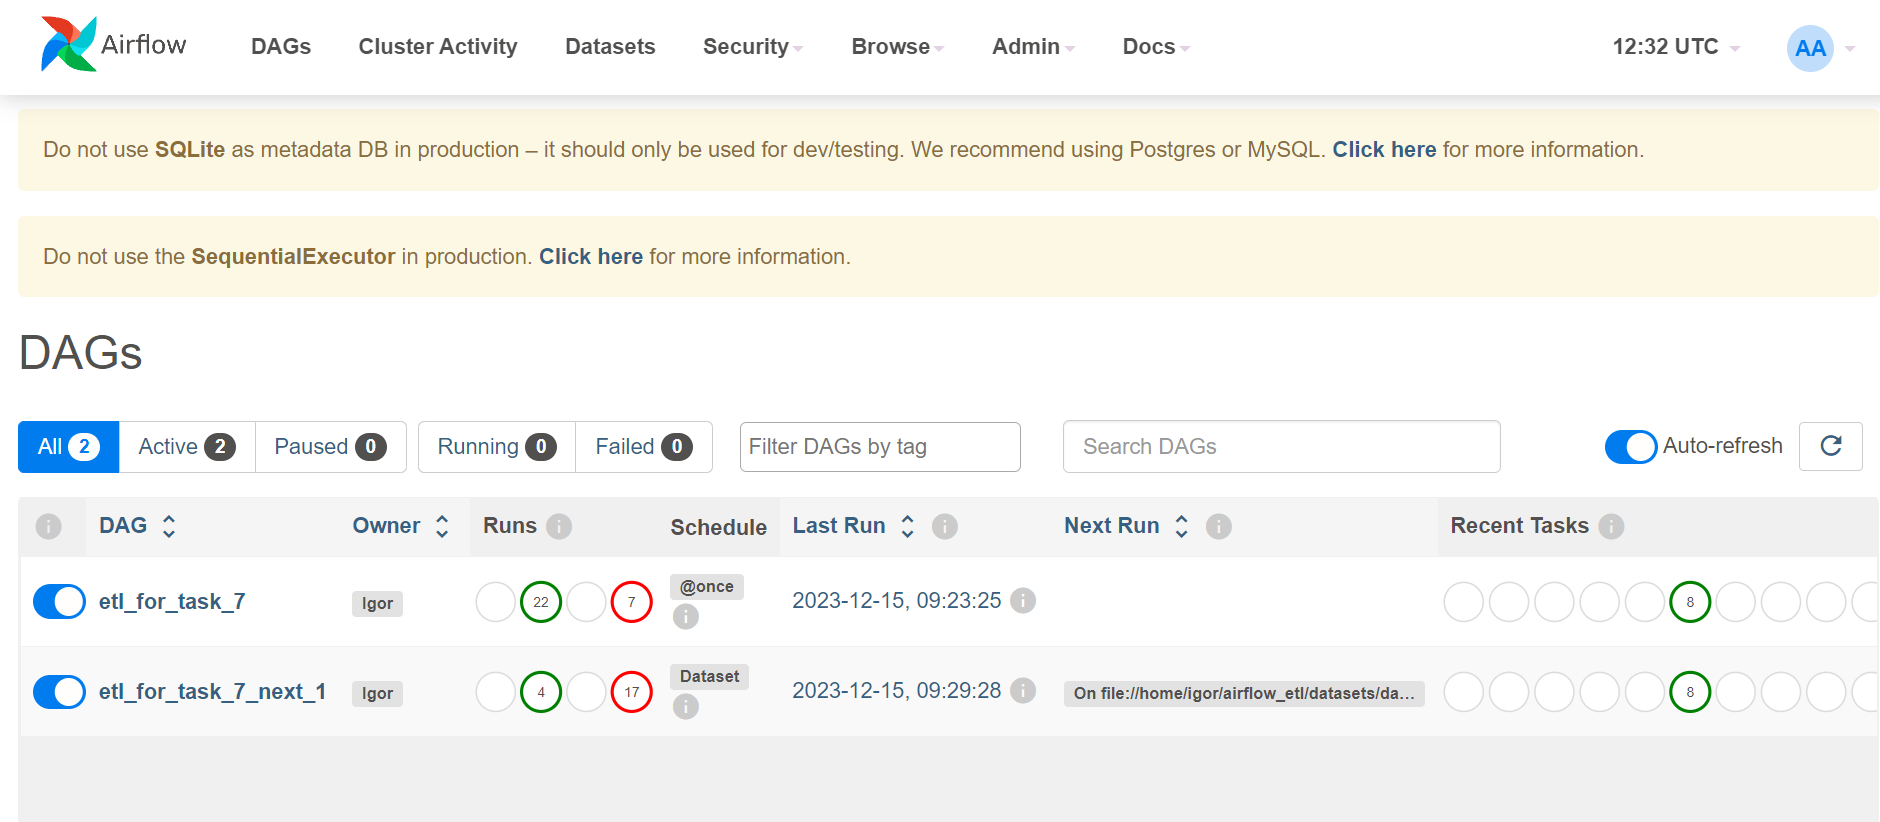 Airflow DAGs Cluster Activity Datasets Security Browse Admin Docs 12:32 UTC AA
Do not use SQLite as metadata DB in production – it should only be used for dev/testing. We recommend using Postgres or MySQL. Click here for more information.
Do not use the SequentialExecutor in production. Click here for more information.
DAGs
All 2 Active 2 Paused 0 Running 0 Failed 0 Filter DAGs by tag Search DAGs Auto-refresh
i DAG Owner Runs i Schedule Last Run i Next Run i Recent Tasks i
etl_for_task_7 Igor 22 7 @once i 2023-12-15, 09:23:25 i 8
etl_for_task_7_next_1 Igor 4 17 Dataset i 2023-12-15, 09:29:28 i On file://home/igor/airflow_etl/datasets/da... 8